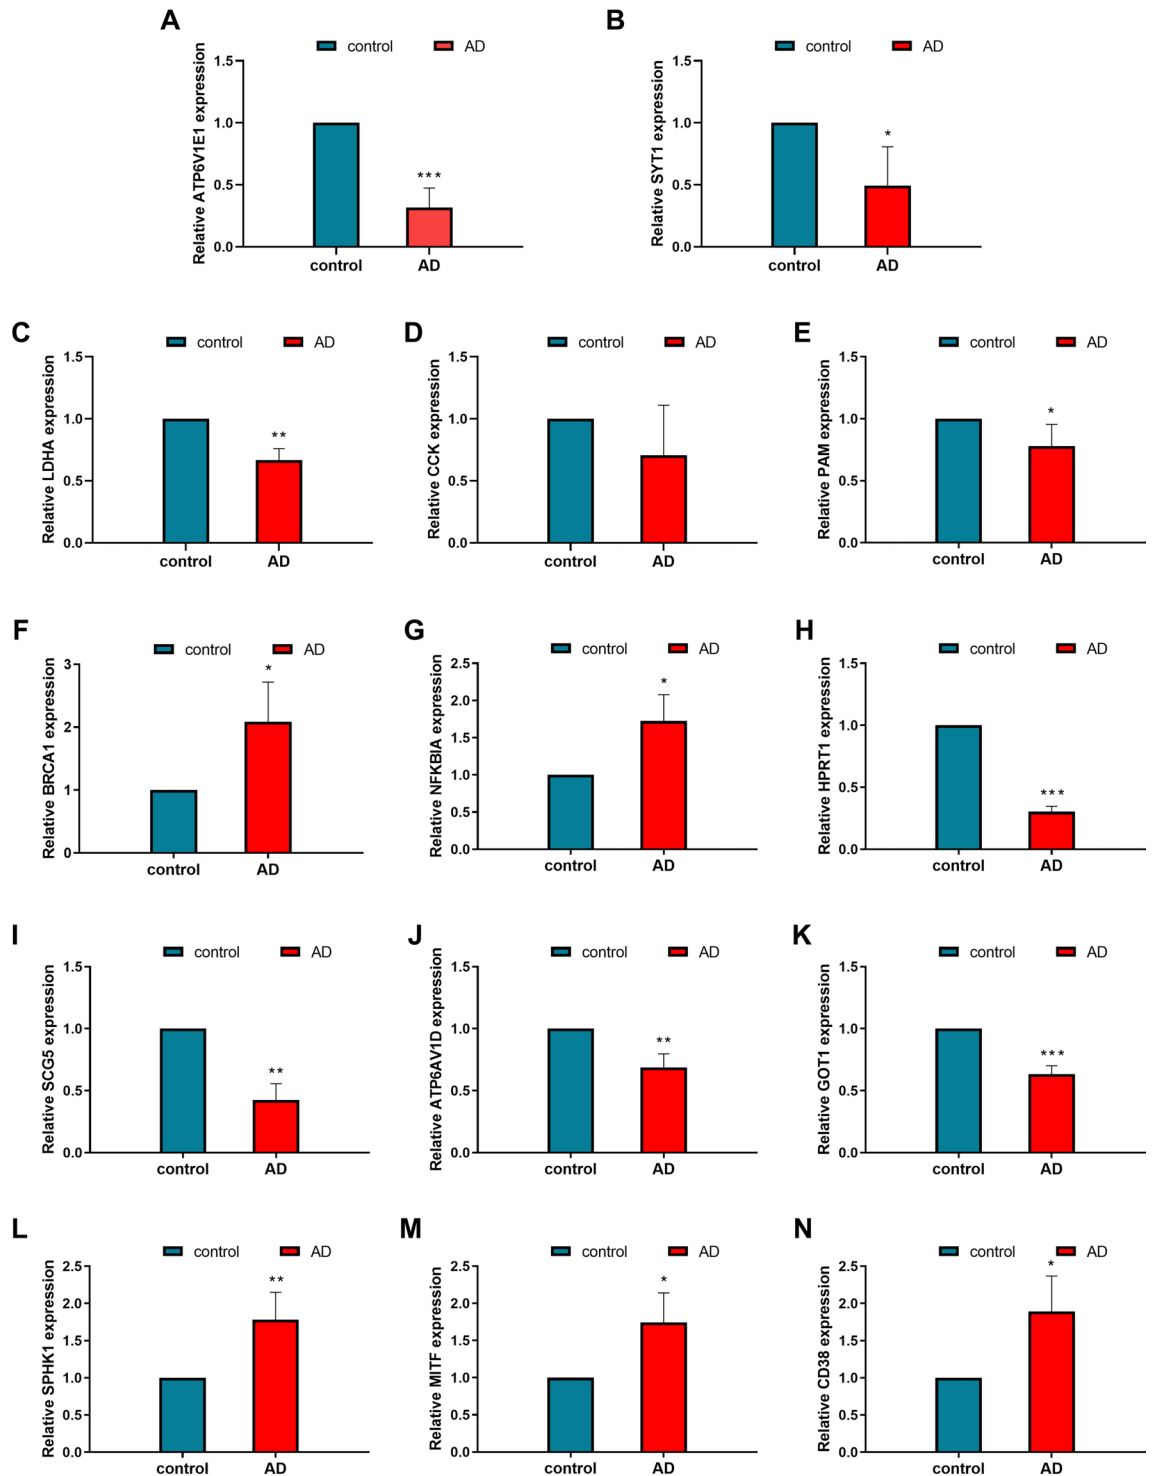 A
control AD
Relative ATP6V1E1 expression
1.5
1.0
0.5
0.0
***
control AD
B
control AD
Relative SYT1 expression
1.5
1.0
0.5
0.0
*
control AD
C
control AD
Relative LDHA expression
1.5
1.0
0.5
0.0
**
control AD
D
control AD
Relative CCK expression
1.5
1.0
0.5
0.0
control AD
E
control AD
Relative PAM expression
1.5
1.0
0.5
0.0
*
control AD
F
control AD
Relative BRCA1 expression
3
2
1
0
*
control AD
G
control AD
Relative NFKBIA expression
2.5
2.0
1.5
1.0
0.5
0.0
*
control AD
H
control AD
Relative HPRT1 expression
1.5
1.0
0.5
0.0
***
control AD
I
control AD
Relative SCG5 expression
1.5
1.0
0.5
0.0
**
control AD
J
control AD
Relative ATP6AV1D expression
1.5
1.0
0.5
0.0
**
control AD
K
control AD
Relative GOT1 expression
1.5
1.0
0.5
0.0
***
control AD
L
control AD
Relative SPHK1 expression
2.5
2.0
1.5
1.0
0.5
0.0
**
control AD
M
control AD
Relative MITF expression
2.5
2.0
1.5
1.0
0.5
0.0
*
control AD
N
control AD
Relative CD38 expression
2.5
2.0
1.5
1.0
0.5
0.0
*
control AD